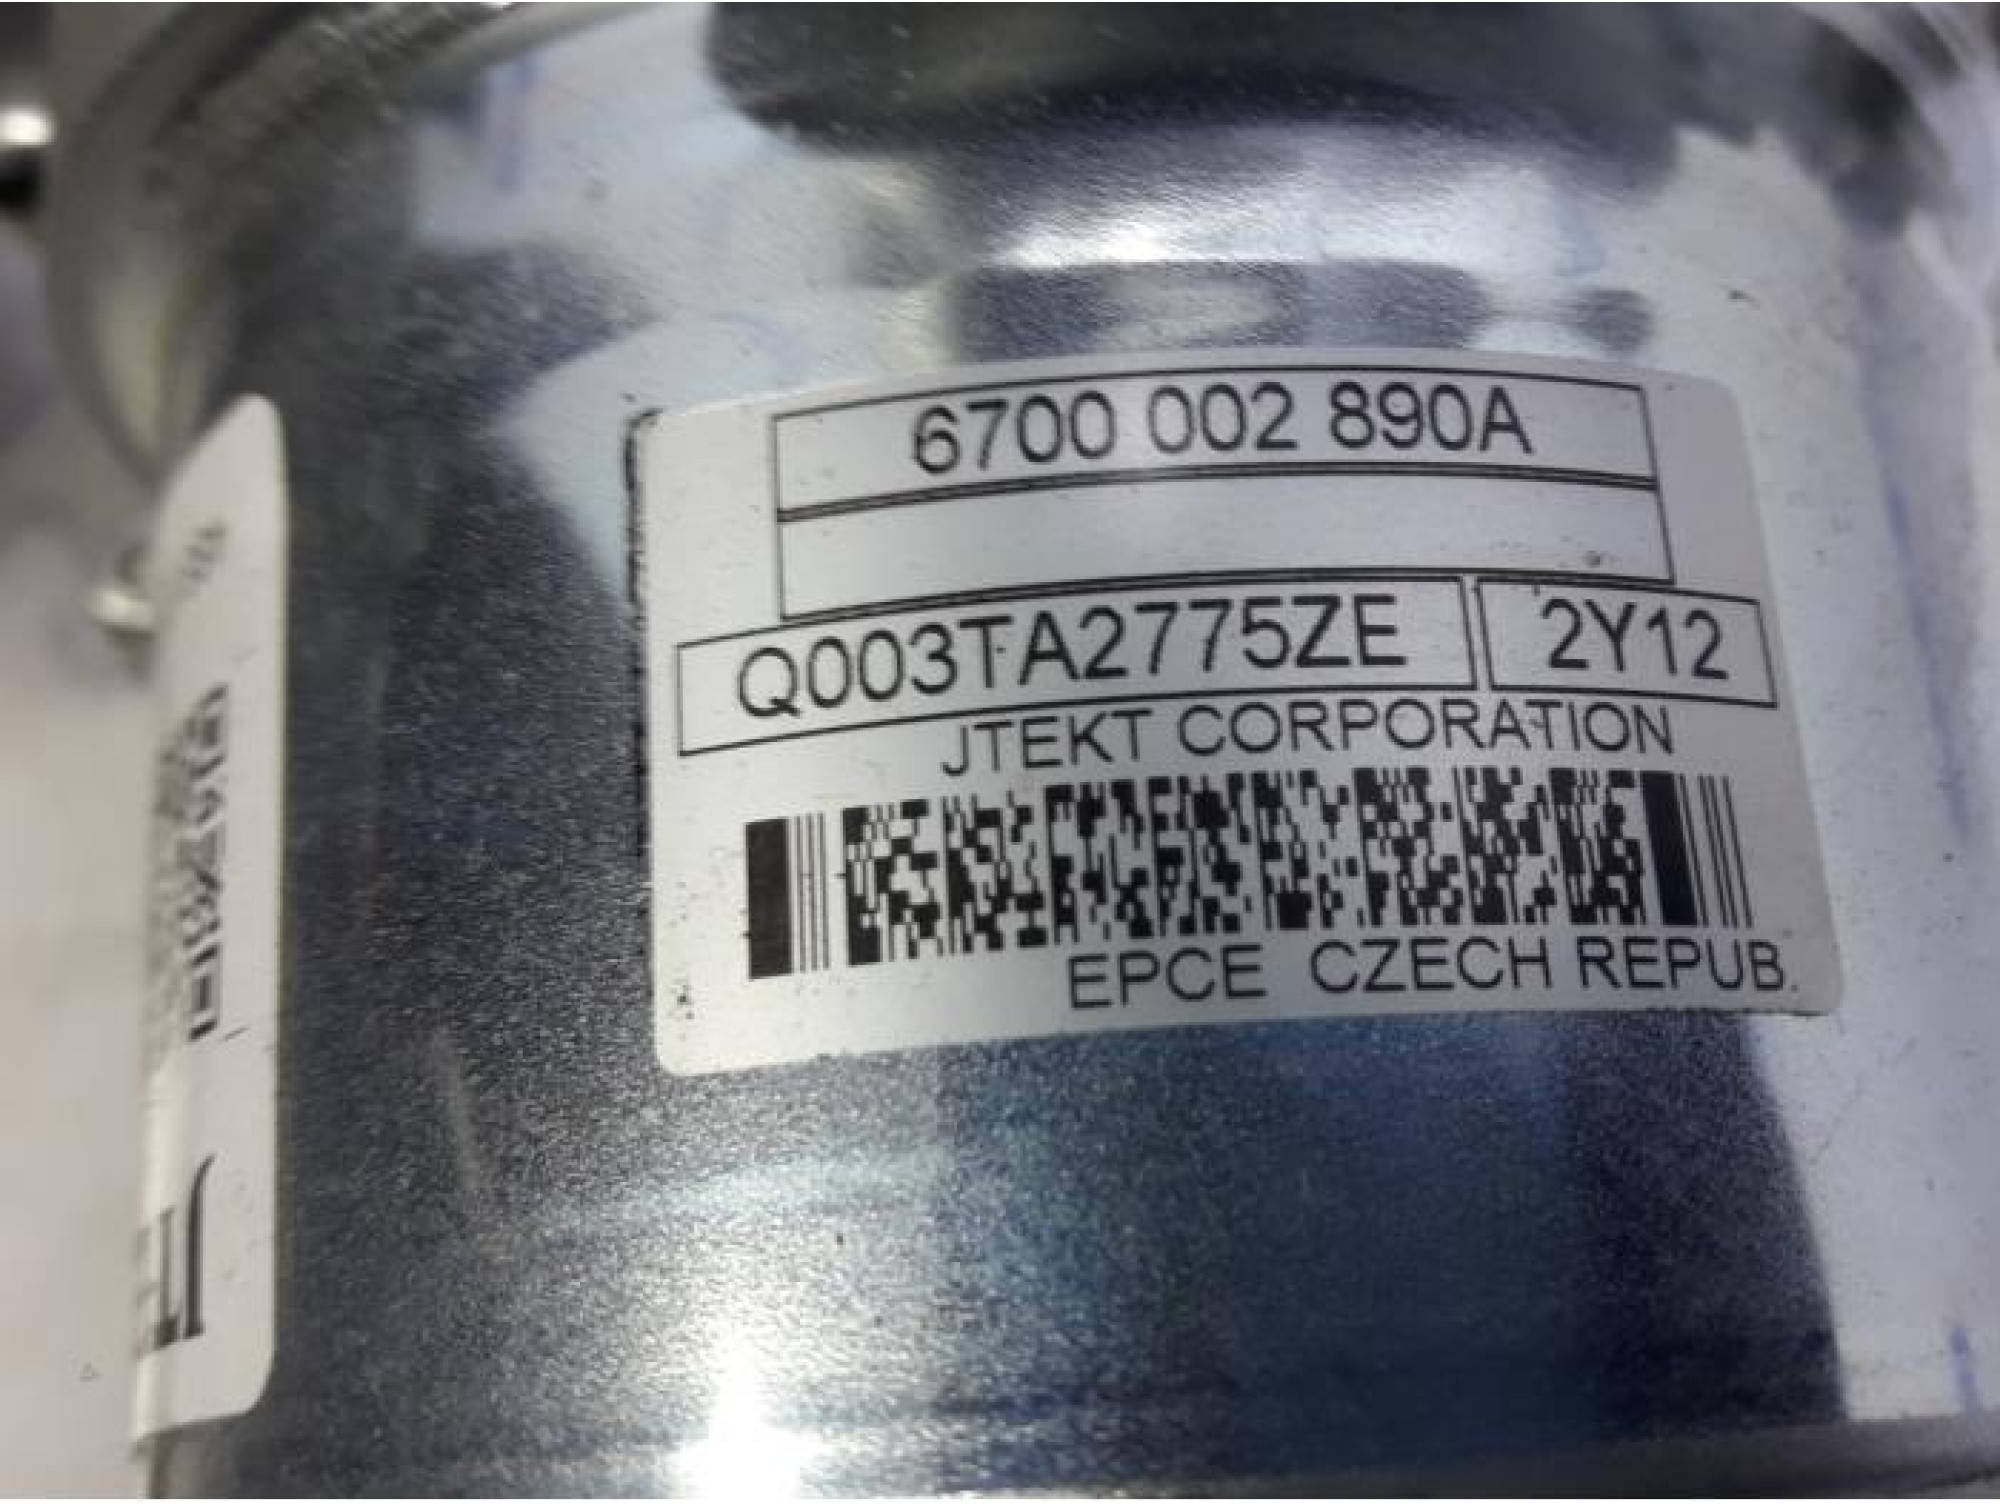 6700 002 890A
Q003TA2775ZE 2Y12
JTEKT CORPORATION
EPCE CZECH REPUB.